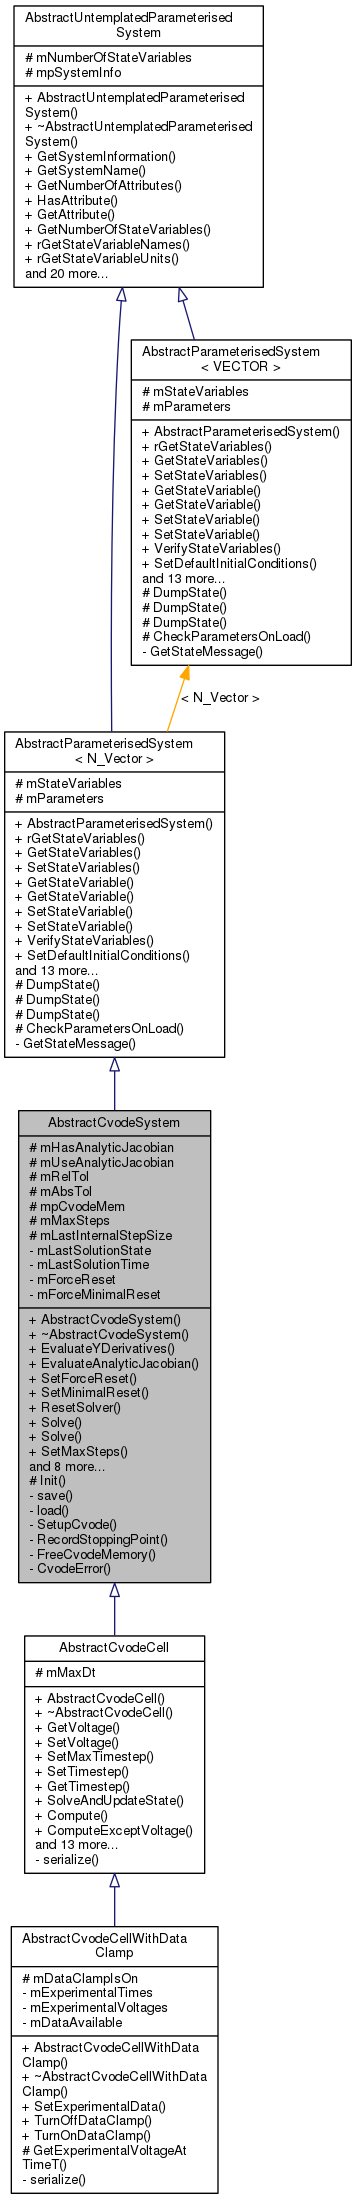 AbstractUntemplatedParameterised
System
# mNumberOfStateVariables
# mpSystemInfo
+ AbstractUntemplatedParameterised
System()
+ ~AbstractUntemplatedParameterised
System()
+ GetSystemInformation()
+ GetSystemName()
+ GetNumberOfAttributes()
+ HasAttribute()
+ GetAttribute()
+ GetNumberOfStateVariables()
+ rGetStateVariableNames()
+ rGetStateVariableUnits()
and 20 more...
AbstractParameterisedSystem
< VECTOR >
# mStateVariables
# mParameters
+ AbstractParameterisedSystem()
+ rGetStateVariables()
+ GetStateVariables()
+ SetStateVariables()
+ GetStateVariable()
+ GetStateVariable()
+ SetStateVariable()
+ SetStateVariable()
+ VerifyStateVariables()
+ SetDefaultInitialConditions()
and 13 more...
# DumpState()
# DumpState()
# DumpState()
# CheckParametersOnLoad()
- GetStateMessage()
< N_Vector >
AbstractParameterisedSystem
< N_Vector >
# mStateVariables
# mParameters
+ AbstractParameterisedSystem()
+ rGetStateVariables()
+ GetStateVariables()
+ SetStateVariables()
+ GetStateVariable()
+ GetStateVariable()
+ SetStateVariable()
+ SetStateVariable()
+ VerifyStateVariables()
+ SetDefaultInitialConditions()
and 13 more...
# DumpState()
# DumpState()
# DumpState()
# CheckParametersOnLoad()
- GetStateMessage()
AbstractCvodeSystem
# mHasAnalyticJacobian
# mUseAnalyticJacobian
# mRelTol
# mAbsTol
# mpCvodeMem
# mMaxSteps
# mLastInternalStepSize
- mLastSolutionState
- mLastSolutionTime
- mForceReset
- mForceMinimalReset
+ AbstractCvodeSystem()
+ ~AbstractCvodeSystem()
+ EvaluateYDerivatives()
+ EvaluateAnalyticJacobian()
+ SetForceReset()
+ SetMinimalReset()
+ ResetSolver()
+ Solve()
+ Solve()
+ SetMaxSteps()
and 8 more...
# Init()
- save()
- load()
- SetupCvode()
- RecordStoppingPoint()
- FreeCvodeMemory()
- CvodeError()
AbstractCvodeCell
# mMaxDt
+ AbstractCvodeCell()
+ ~AbstractCvodeCell()
+ GetVoltage()
+ SetVoltage()
+ SetMaxTimestep()
+ SetTimestep()
+ GetTimestep()
+ SolveAndUpdateState()
+ Compute()
+ ComputeExceptVoltage()
and 13 more...
- serialize()
AbstractCvodeCellWithData
Clamp
# mDataClampIsOn
- mExperimentalTimes
- mExperimentalVoltages
- mDataAvailable
+ AbstractCvodeCellWithData
Clamp()
+ ~AbstractCvodeCellWithData
Clamp()
+ SetExperimentalData()
+ TurnOffDataClamp()
+ TurnOnDataClamp()
# GetExperimentalVoltageAt
TimeT()
- serialize()